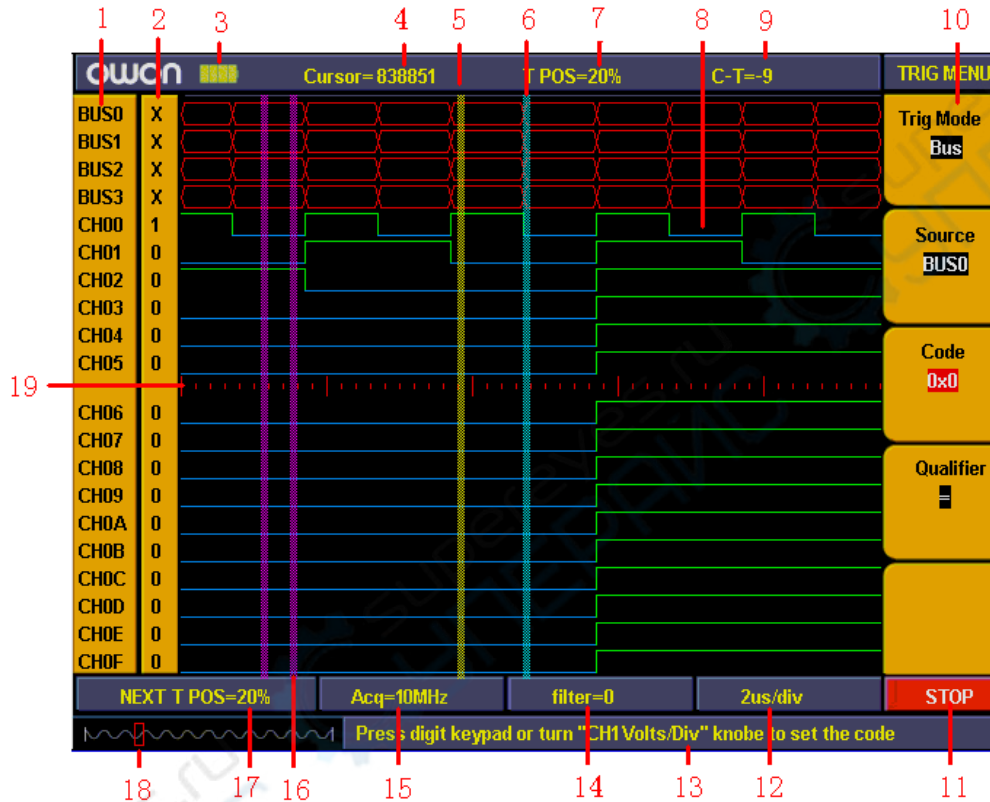 1 2 3 4 5 6 7 8 9 10
OWON Cursor=838851 T POS=20% C-T=-9 TRIG MENU
BUS0 X
BUS1 X
BUS2 X
BUS3 X
CH00 1
CH01 0
CH02 0
CH03 0
CH04 0
CH05 0
19
CH06 0
CH07 0
CH08 0
CH09 0
CH0A 0
CH0B 0
CH0C 0
CH0D 0
CH0E 0
CH0F 0
Trig Mode
Bus
Source
BUS0
Code
0x0
Qualifier
=
NEXT T POS=20% Acq=10MHz filter=0 2us/div STOP
Press digit keypad or turn "CH1 Volts/Div" knobe to set the code
18 17 16 15 14 13 12 11